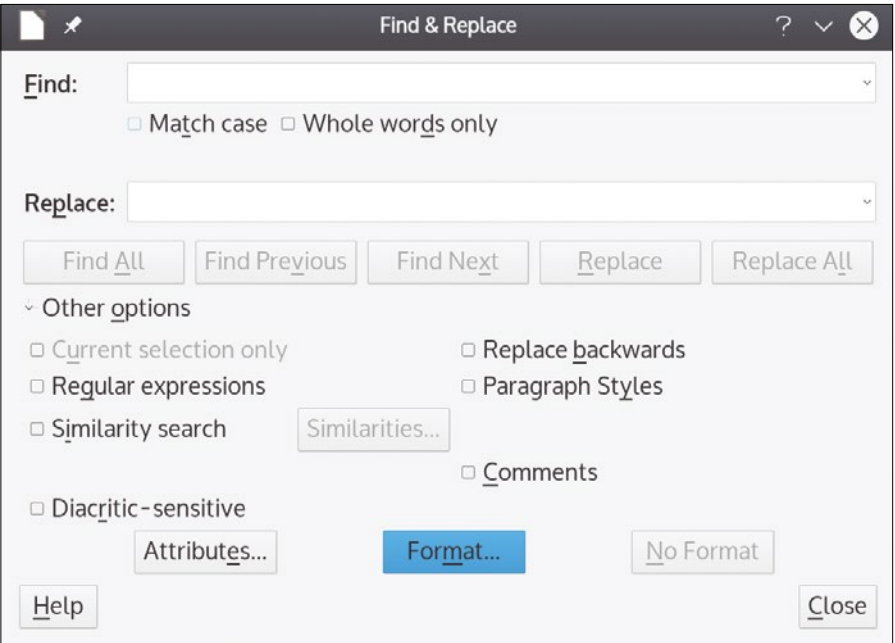 Find & Replace
Find:
Match case Whole words only
Replace:
Find All Find Previous Find Next Replace Replace All
Other options
Current selection only Replace backwards
Regular expressions Paragraph Styles
Similarity search Similarities...
Comments
Diacritic-sensitive
Attributes... Format... No Format
Help Close